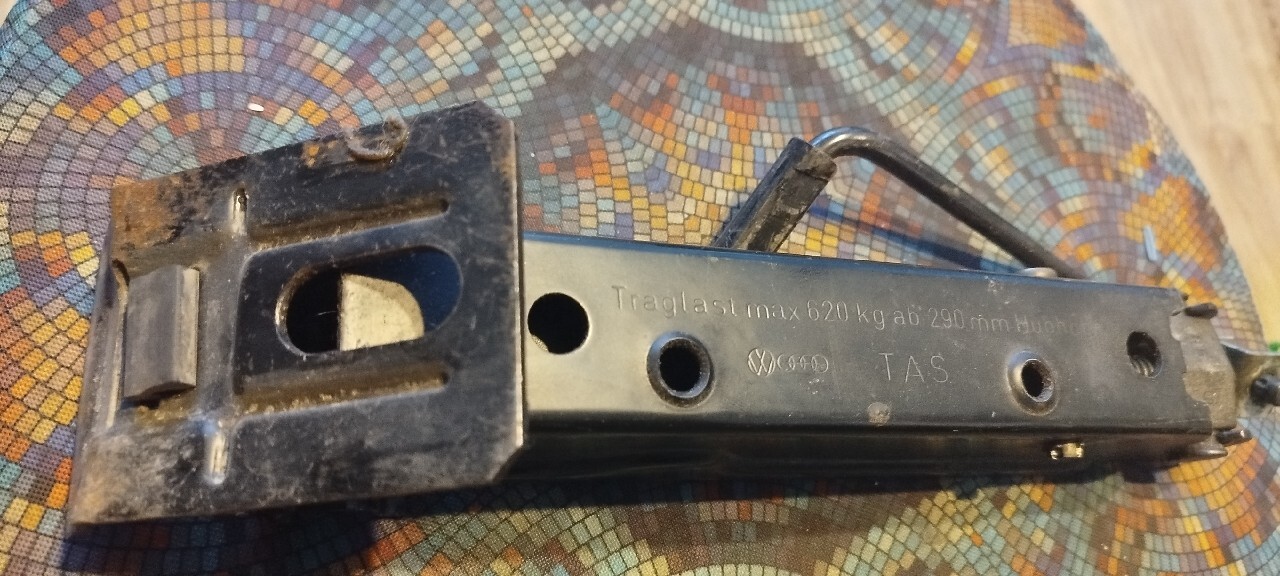 Traglast max 620 kg ab 290 mm
TAS